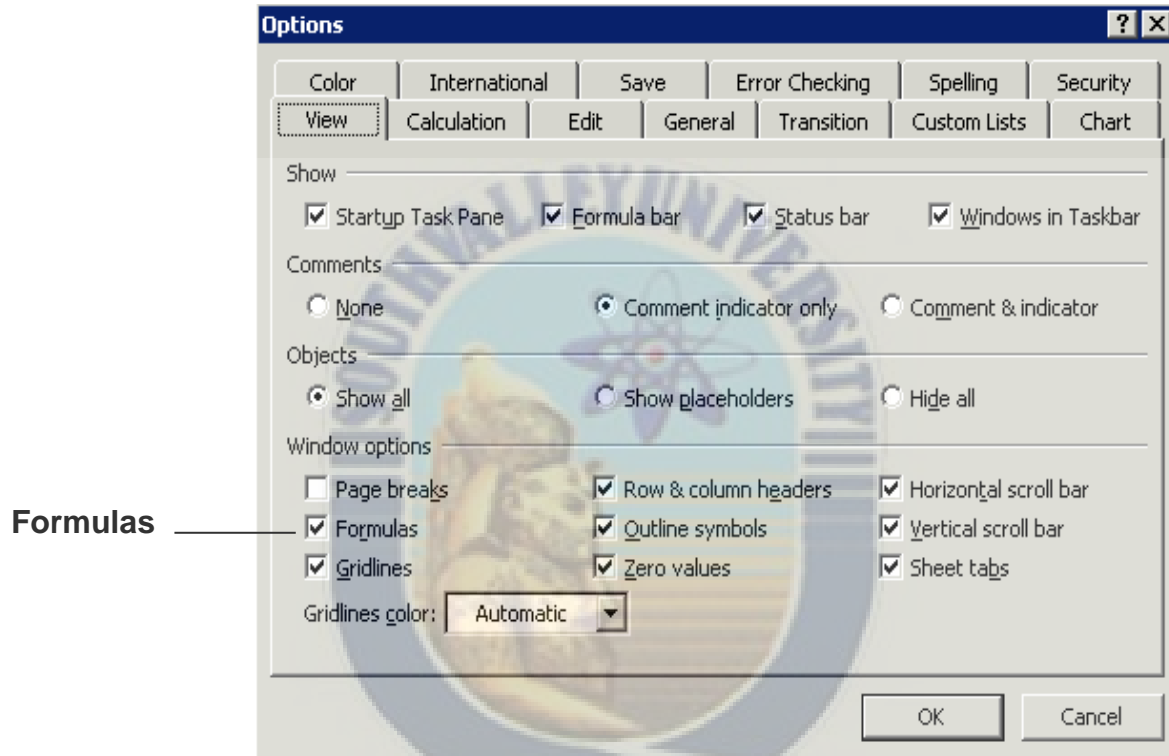 Options
Color International Save Error Checking Spelling Security
View Calculation Edit General Transition Custom Lists Chart
Show
Startup Task Pane Formula bar Status bar Windows in Taskbar
Comments
None Comment indicator only Comment & indicator
Objects
Show all Show placeholders Hide all
Window options
Page breaks Row & column headers Horizontal scroll bar
Formulas Formulas Outline symbols Vertical scroll bar
Gridlines Zero values Sheet tabs
Gridlines color: Automatic
OK Cancel
SOUTH VALLEY UNIVERSITY